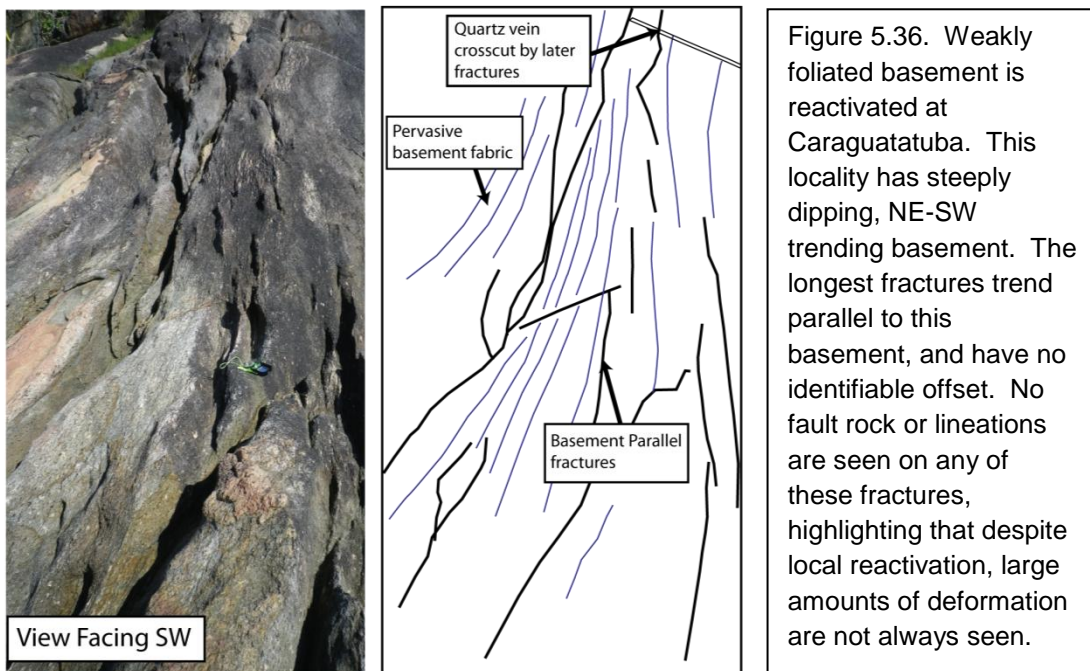 View Facing SW
Quartz vein
crosscut by later
fractures
Pervasive
basement fabric
Basement Parallel
fractures
Figure 5.36.  Weakly
foliated basement is
reactivated at
Caraguatatuba.  This
locality has steeply
dipping, NE-SW
trending basement.  The
longest fractures trend
parallel to this
basement, and have no
identifiable offset.  No
fault rock or lineations
are seen on any of
these fractures,
highlighting that despite
local reactivation, large
amounts of deformation
are not always seen.